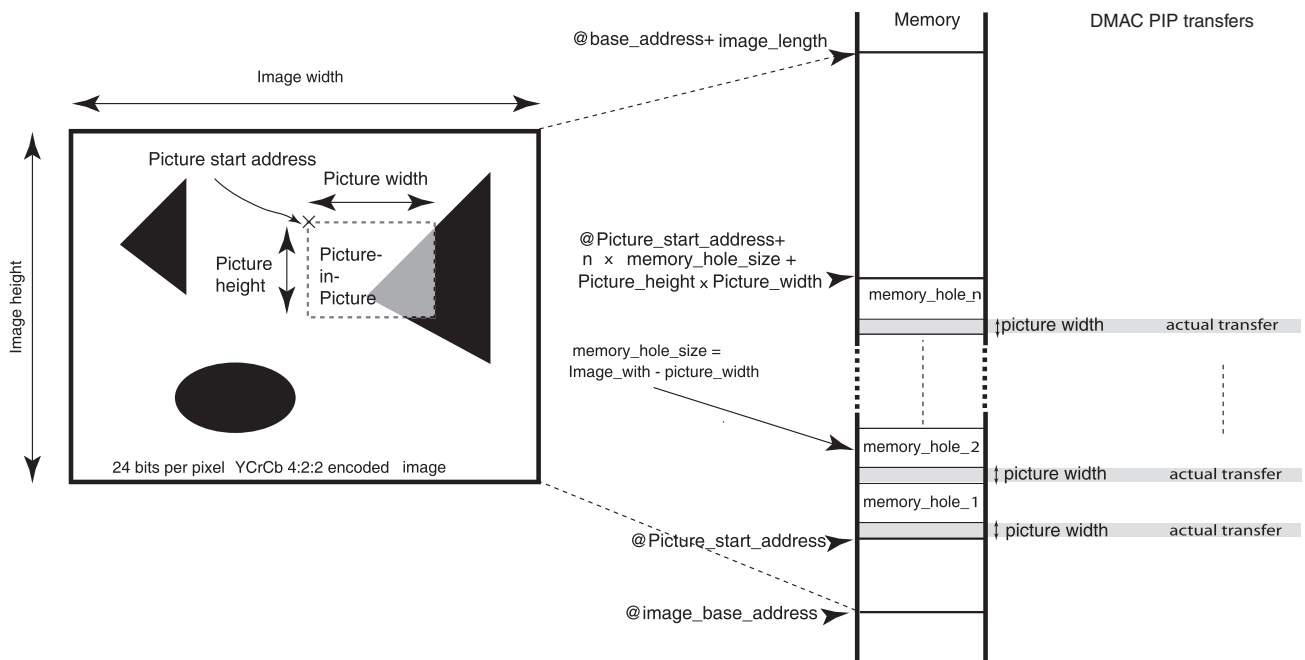 Memory
DMAC PIP transfers
@base_address+ image_length
Image width
Picture start address
Picture width
Image height
Picture
height
Picture-
in-
Picture
24 bits per pixel YCrCb 4:2:2 encoded image
@Picture_start_address+
n x memory_hole_size +
Picture_height x Picture_width
memory_hole_n
picture width actual transfer
memory_hole_size =
Image_with - picture_width
memory_hole_2
picture width actual transfer
memory_hole_1
picture width actual transfer
@Picture_start_address
@image_base_address